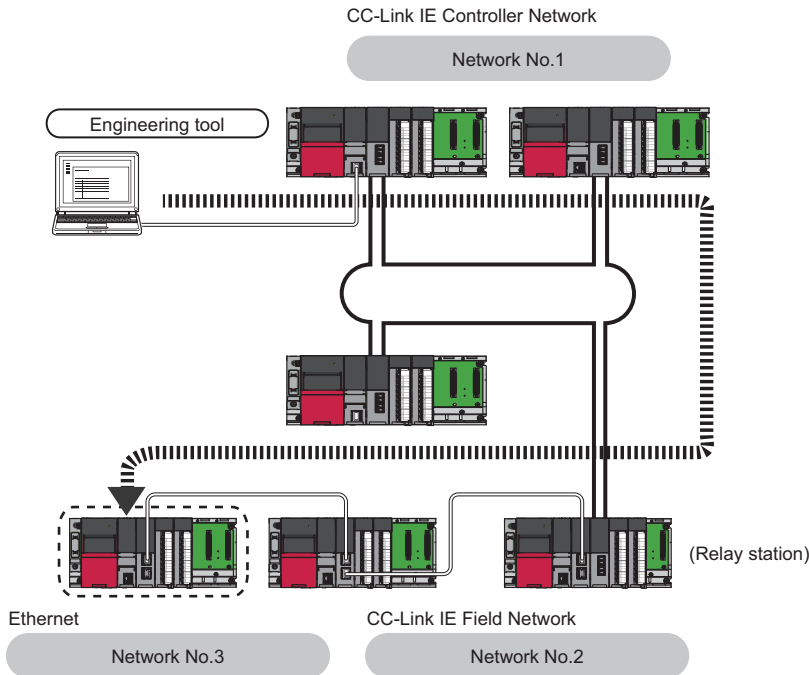 CC-Link IE Controller Network
Network No.1
Engineering tool
(Relay station)
Ethernet
CC-Link IE Field Network
Network No.3
Network No.2